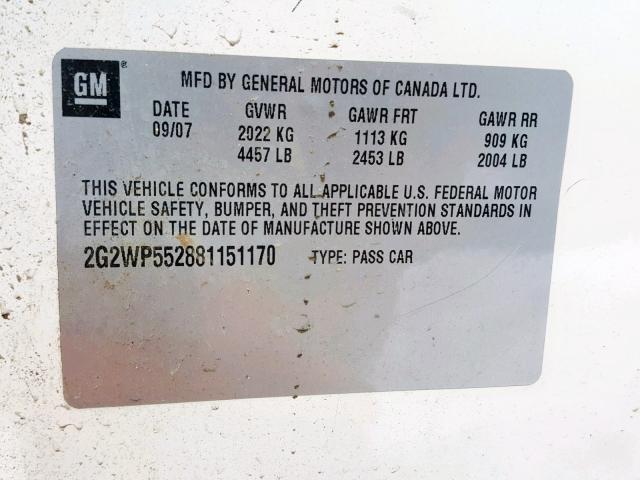 GM®
MFD BY GENERAL MOTORS OF CANADA LTD.
DATE GVWR GAWR FRT GAWR RR
09/07 2022 KG 1113 KG 909 KG
4457 LB 2453 LB 2004 LB
THIS VEHICLE CONFORMS TO ALL APPLICABLE U.S. FEDERAL MOTOR
VEHICLE SAFETY, BUMPER, AND THEFT PREVENTION STANDARDS IN
EFFECT ON THE DATE OF MANUFACTURE SHOWN ABOVE.
2G2WP552881151170 TYPE: PASS CAR